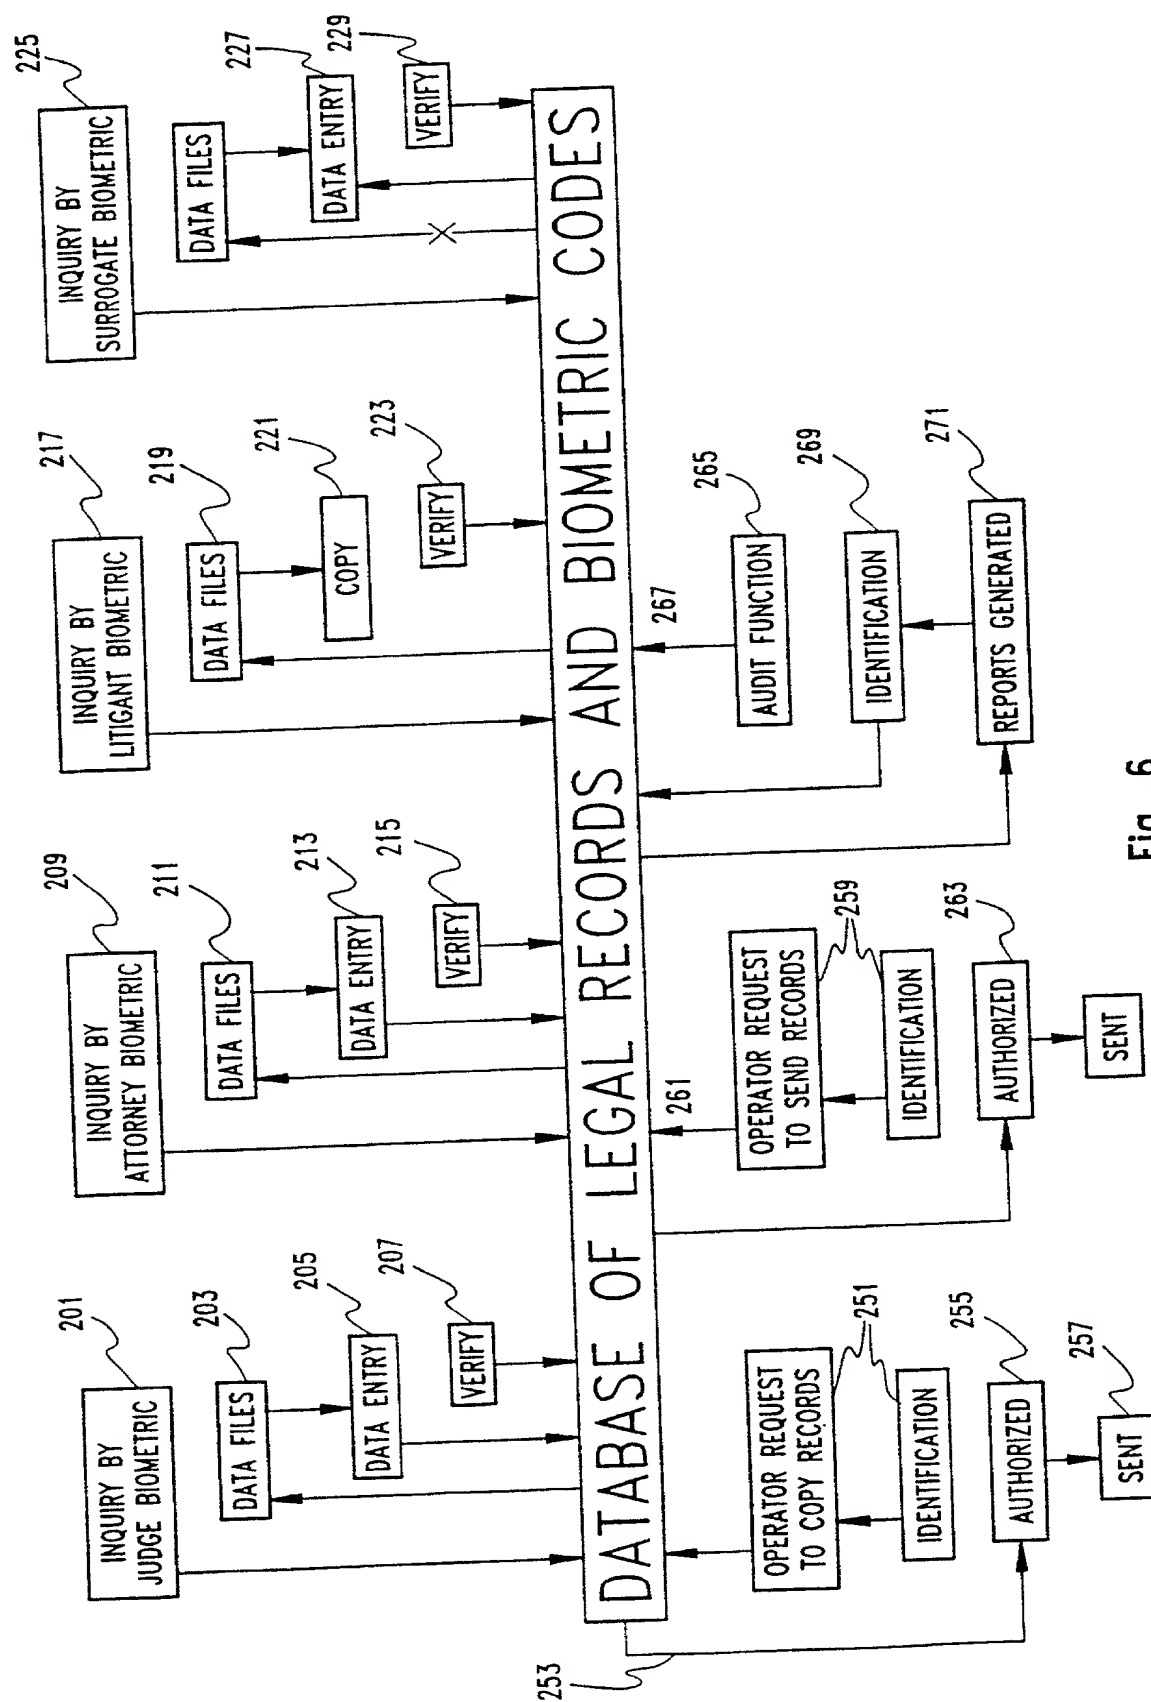 201
INQUIRY BY
JUDGE BIOMETRIC
203
DATA FILES
205
DATA ENTRY
207
VERIFY
209
INQUIRY BY
ATTORNEY BIOMETRIC
211
DATA FILES
213
DATA ENTRY
215
VERIFY
217
INQUIRY BY
LITIGANT BIOMETRIC
219
DATA FILES
221
COPY
223
VERIFY
225
INQUIRY BY
SURROGATE BIOMETRIC
DATA FILES
227
DATA ENTRY
229
VERIFY
X
DATABASE OF LEGAL RECORDS AND BIOMETRIC CODES
253
OPERATOR REQUEST
TO COPY RECORDS
251
IDENTIFICATION
255
AUTHORIZED
257
SENT
261
OPERATOR REQUEST
TO SEND RECORDS
259
IDENTIFICATION
263
AUTHORIZED
SENT
267
265
AUDIT FUNCTION
269
IDENTIFICATION
271
REPORTS GENERATED
Fig. 6